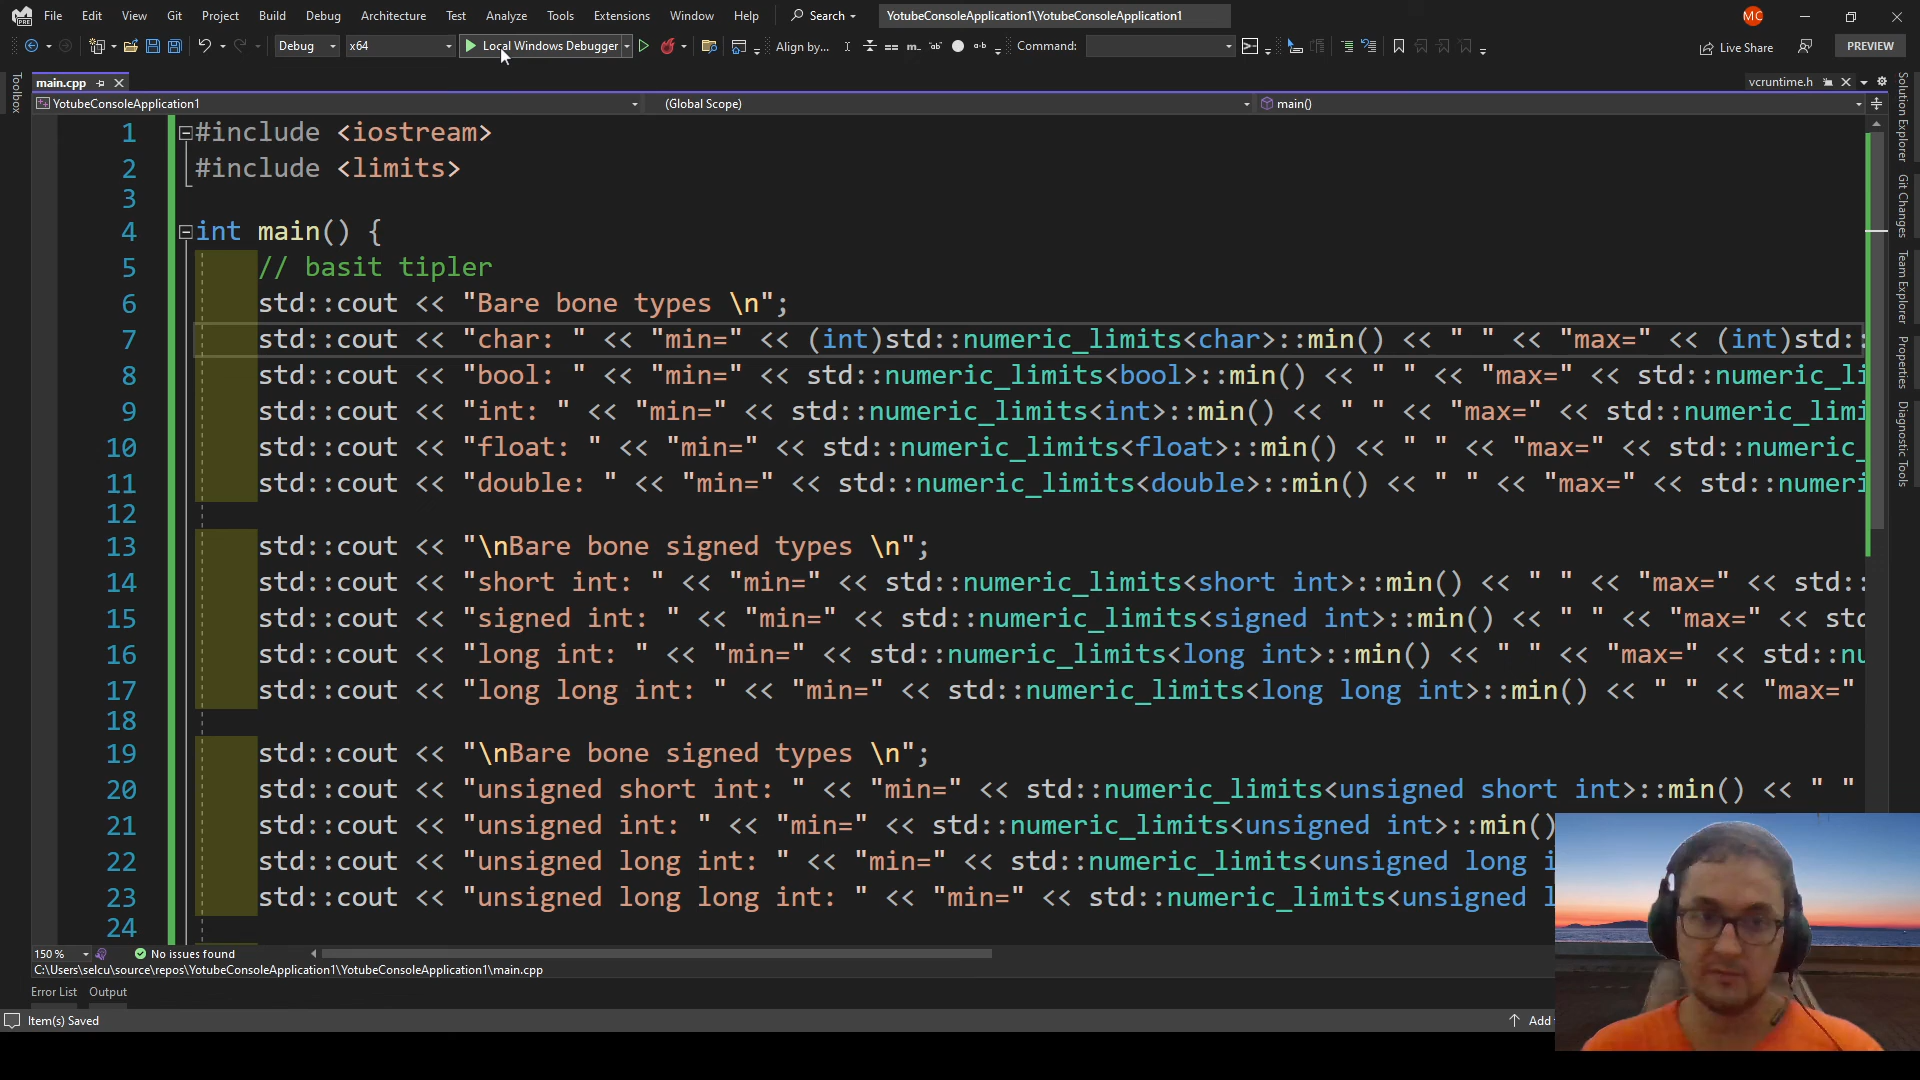 File Edit View Git Project Build Debug Architecture Test Analyze Tools Extensions Window Help Search YotubeConsoleApplication1\YotubeConsoleApplication1 MC
Debug x64 Local Windows Debugger Align by... Command: Live Share PREVIEW
main.cpp vcruntime.h
YotubeConsoleApplication1 (Global Scope) main()
Toolbox
1 #include <iostream>
2 #include <limits>
3
4 int main() {
5 // basit tipler
6 std::cout << "Bare bone types \n";
7 std::cout << "char: " << "min=" << (int)std::numeric_limits<char>::min() << " " << "max=" << (int)std::
8 std::cout << "bool: " << "min=" << std::numeric_limits<bool>::min() << " " << "max=" << std::numeric_li
9 std::cout << "int: " << "min=" << std::numeric_limits<int>::min() << " " << "max=" << std::numeric_limi
10 std::cout << "float: " << "min=" << std::numeric_limits<float>::min() << " " << "max=" << std::numeric_
11 std::cout << "double: " << "min=" << std::numeric_limits<double>::min() << " " << "max=" << std::numeri
12
13 std::cout << "\nBare bone signed types \n";
14 std::cout << "short int: " << "min=" << std::numeric_limits<short int>::min() << " " << "max=" << std::
15 std::cout << "signed int: " << "min=" << std::numeric_limits<signed int>::min() << " " << "max=" << std
16 std::cout << "long int: " << "min=" << std::numeric_limits<long int>::min() << " " << "max=" << std::nu
17 std::cout << "long long int: " << "min=" << std::numeric_limits<long long int>::min() << " " << "max="
18
19 std::cout << "\nBare bone signed types \n";
20 std::cout << "unsigned short int: " << "min=" << std::numeric_limits<unsigned short int>::min() << " "
21 std::cout << "unsigned int: " << "min=" << std::numeric_limits<unsigned int>::min()
22 std::cout << "unsigned long int: " << "min=" << std::numeric_limits<unsigned long i
23 std::cout << "unsigned long long int: " << "min=" << std::numeric_limits<unsigned l
24
Solution Explorer
Git Changes
Team Explorer
Properties
Diagnostic Tools
150 % No issues found
C:\Users\selcu\source\repos\YotubeConsoleApplication1\YotubeConsoleApplication1\main.cpp
Error List Output
Item(s) Saved Add